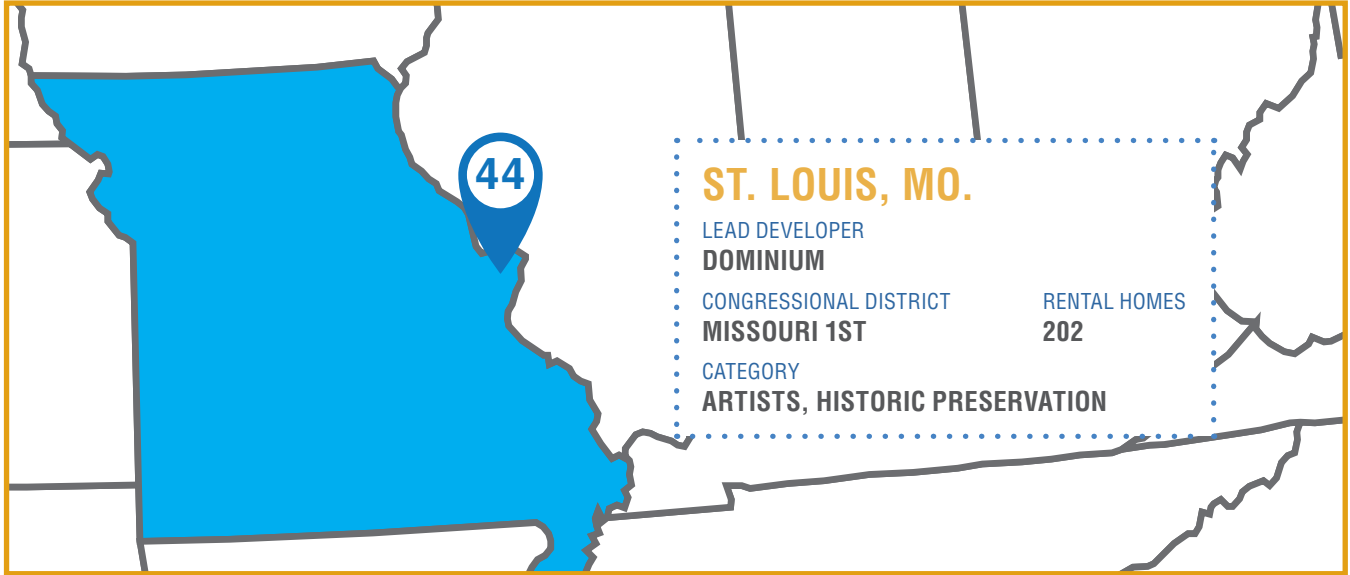 44
ST. LOUIS, MO.
LEAD DEVELOPER
DOMINIUM
CONGRESSIONAL DISTRICT
MISSOURI 1ST
RENTAL HOMES
202
CATEGORY
ARTISTS, HISTORIC PRESERVATION